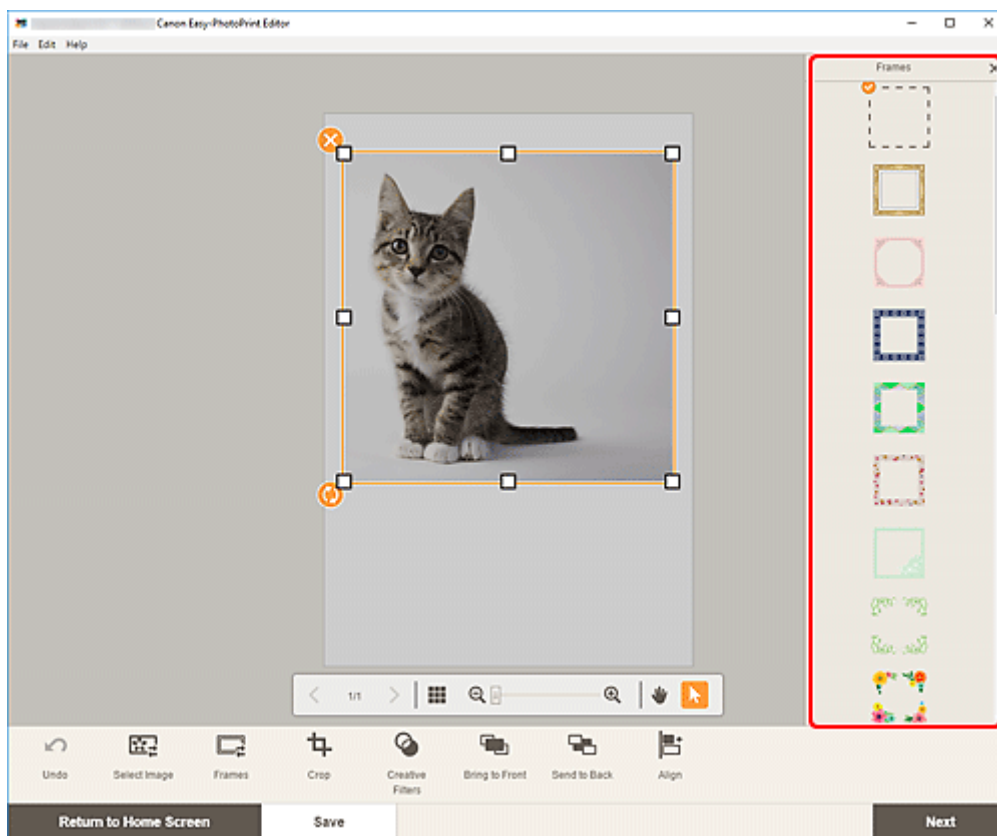 Canon Easy-PhotoPrint Editor
File Edit Help
Frames
1/1
Undo
Select Image
Frames
Crop
Creative
Filters
Bring to Front
Send to Back
Align
Return to Home Screen
Save
Next